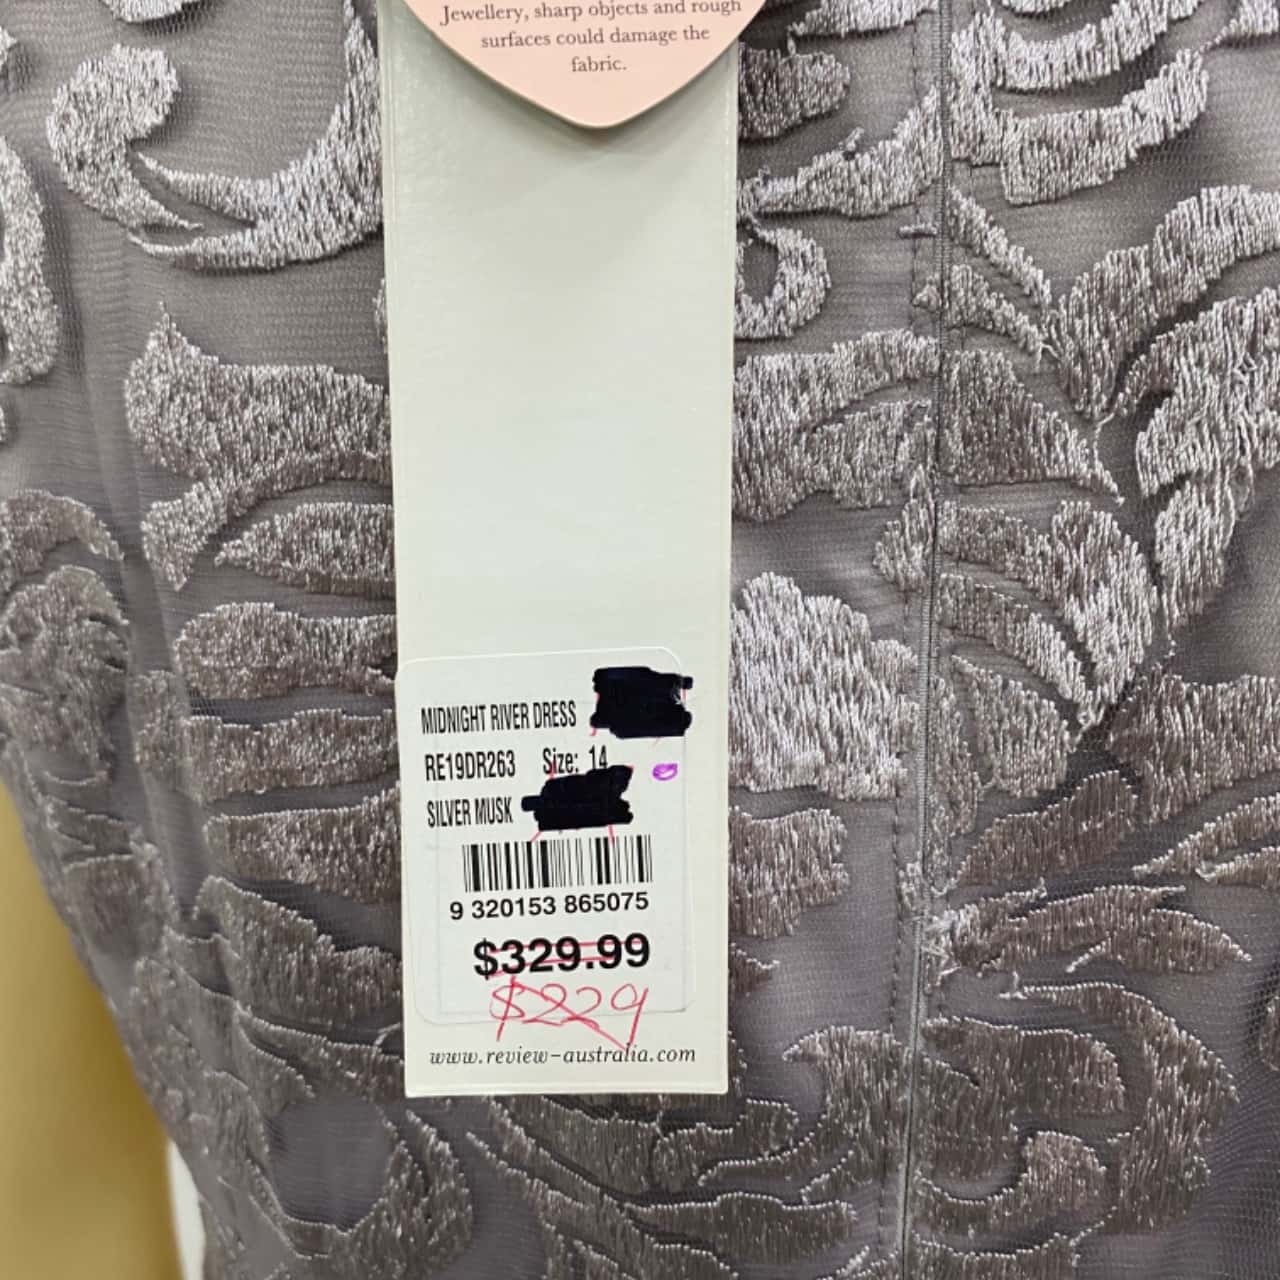 Jewellery, sharp objects and rough
surfaces could damage the
fabric.
MIDNIGHT RIVER DRESS
RE19DR263 Size: 14
SILVER MUSK
9 320153 865075
$329.99
$229
www.review-australia.com